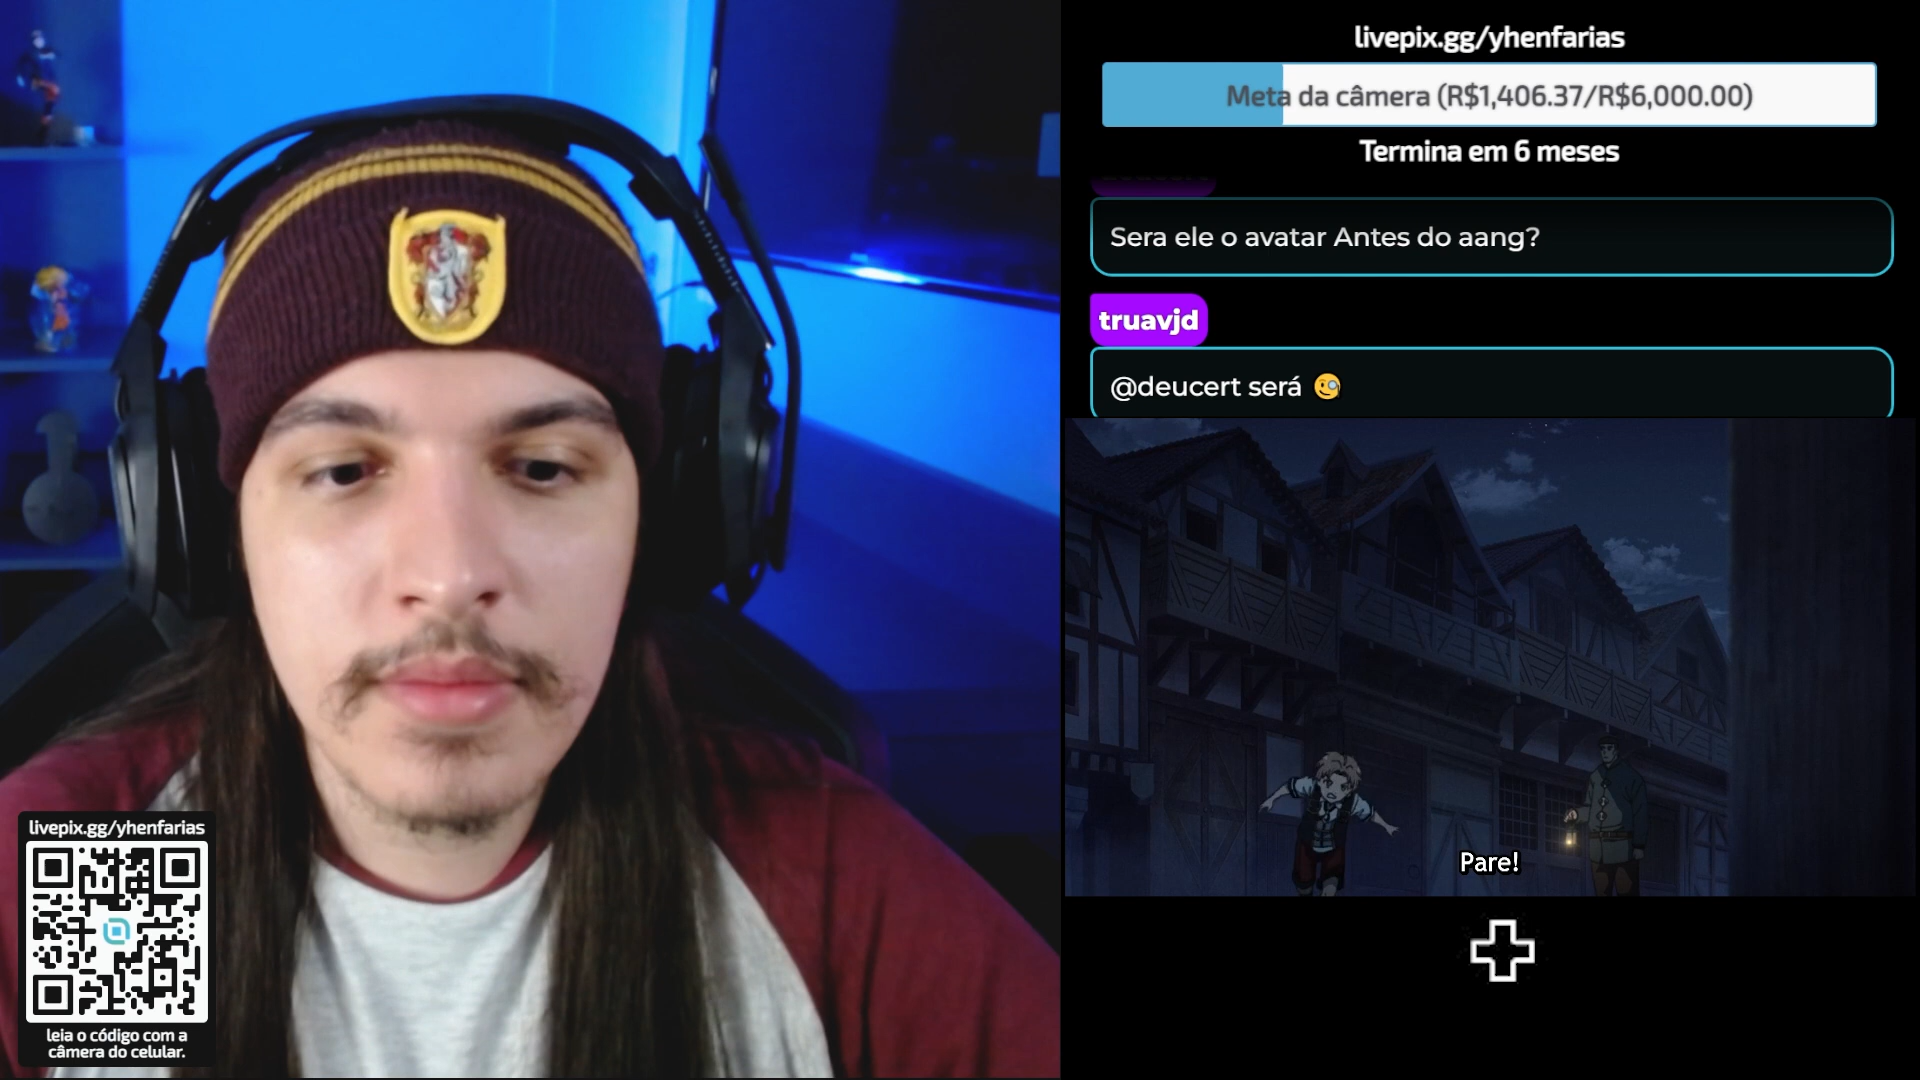 livepix.gg/yhenfarias
Meta da câmera (R$1,406.37/R$6,000.00)
Termina em 6 meses
Sera ele o avatar Antes do aang?
truavjd
@deucert será 🧐
Pare!
livepix.gg/yhenfarias
leia o código com a
câmera do celular.